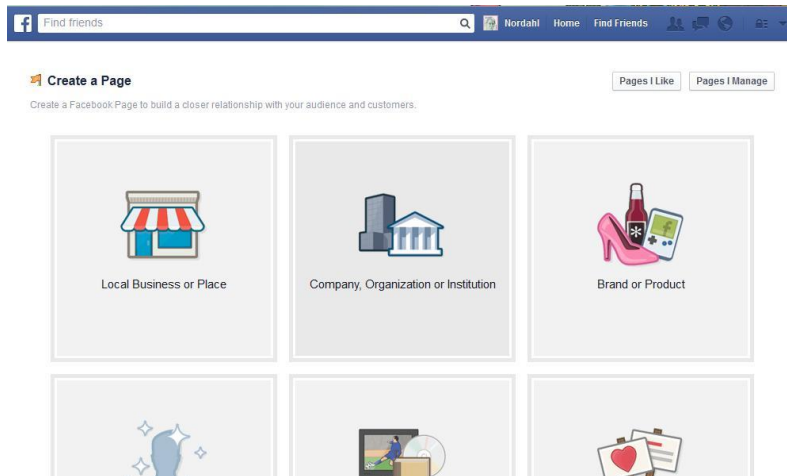 f Find friends Nordahl Home Find Friends
Create a Page Pages I Like Pages I Manage
Create a Facebook Page to build a closer relationship with your audience and customers.
Local Business or Place Company, Organization or Institution Brand or Product